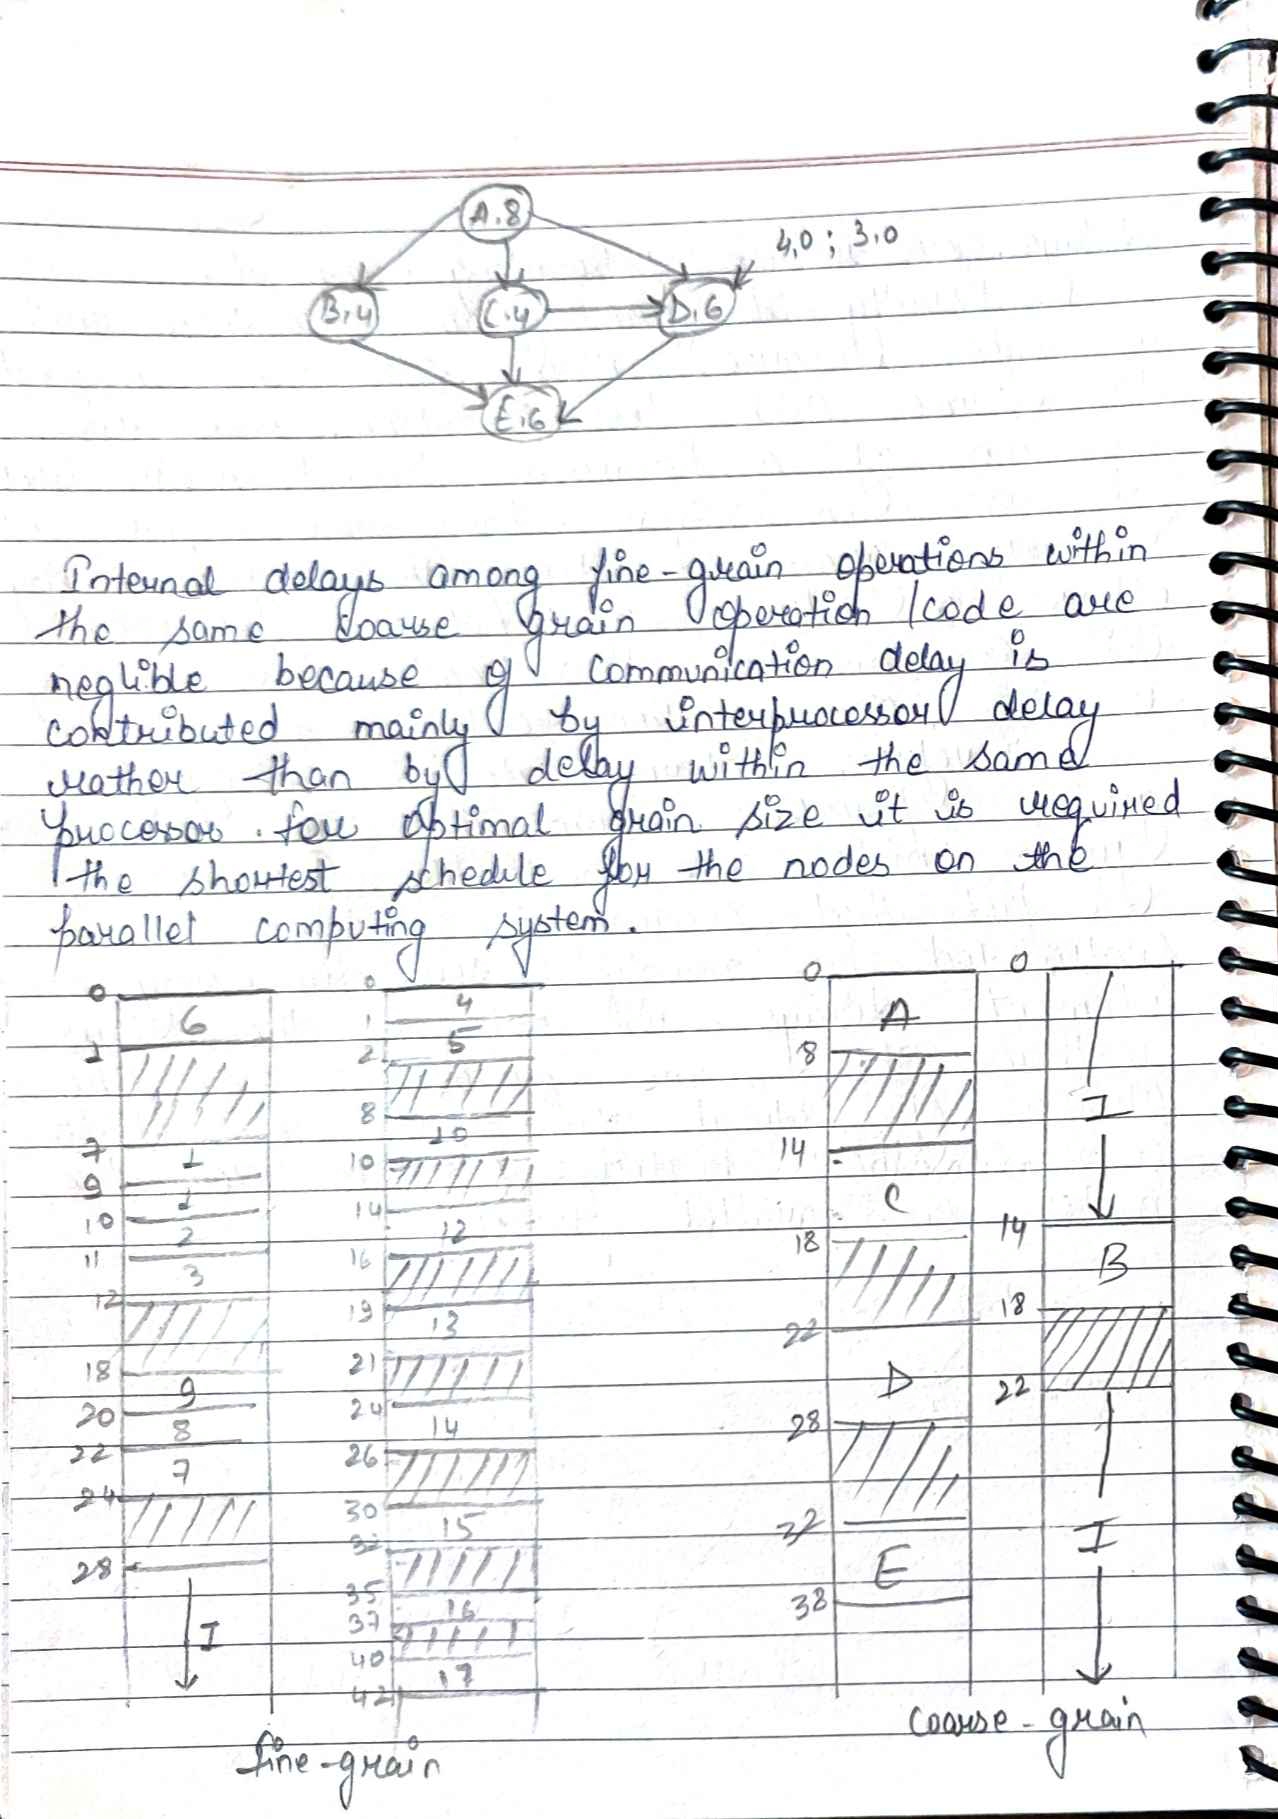 A.8
4,0 ; 3,0
B.4 C.4 D.6
E.6
Internal delays among fine-grain operations within
the same coarse grain operation /code are
neglible because of communication delay is
contributed mainly by interprocessor delay
rather than by delay within the same
processor. for optimal grain size it is required
the shortest schedule for the nodes on the
parallel computing system.
0
6
1
7
1
9
1
10
2
11
3
12
18
9
20
8
22
7
24
28
I
0
4
1
5
2
8
10
10
14
12
16
19
13
21
24
14
26
30
15
32
35
16
37
40
17
42
fine-grain
0
A
8
14
C
18
22
D
28
32
E
38
0
I
14
B
18
22
I
coarse-grain